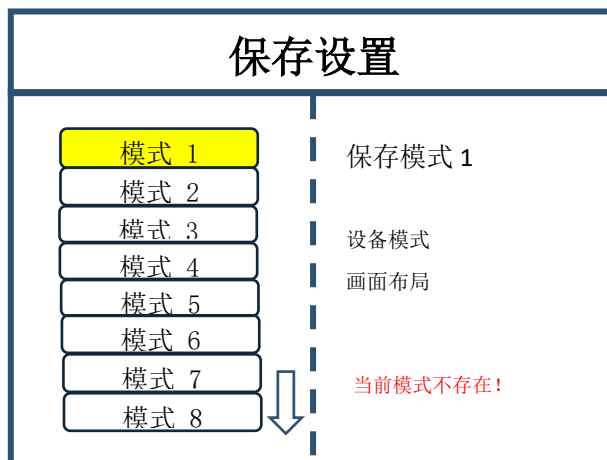 保存设置
模式 1
模式 2
模式 3
模式 4
模式 5
模式 6
模式 7
模式 8
保存模式 1
设备模式
画面布局
当前模式不存在！